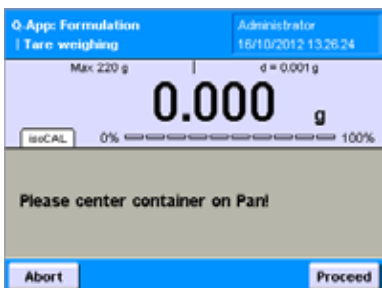 Q-App: Formulation
Administrator
| Tare weighing
16/10/2012 13:26:24
Max 220 g
d = 0.001 g
0.000 g
isoCAL 0% 100%
Please center container on Pan!
Abort
Proceed